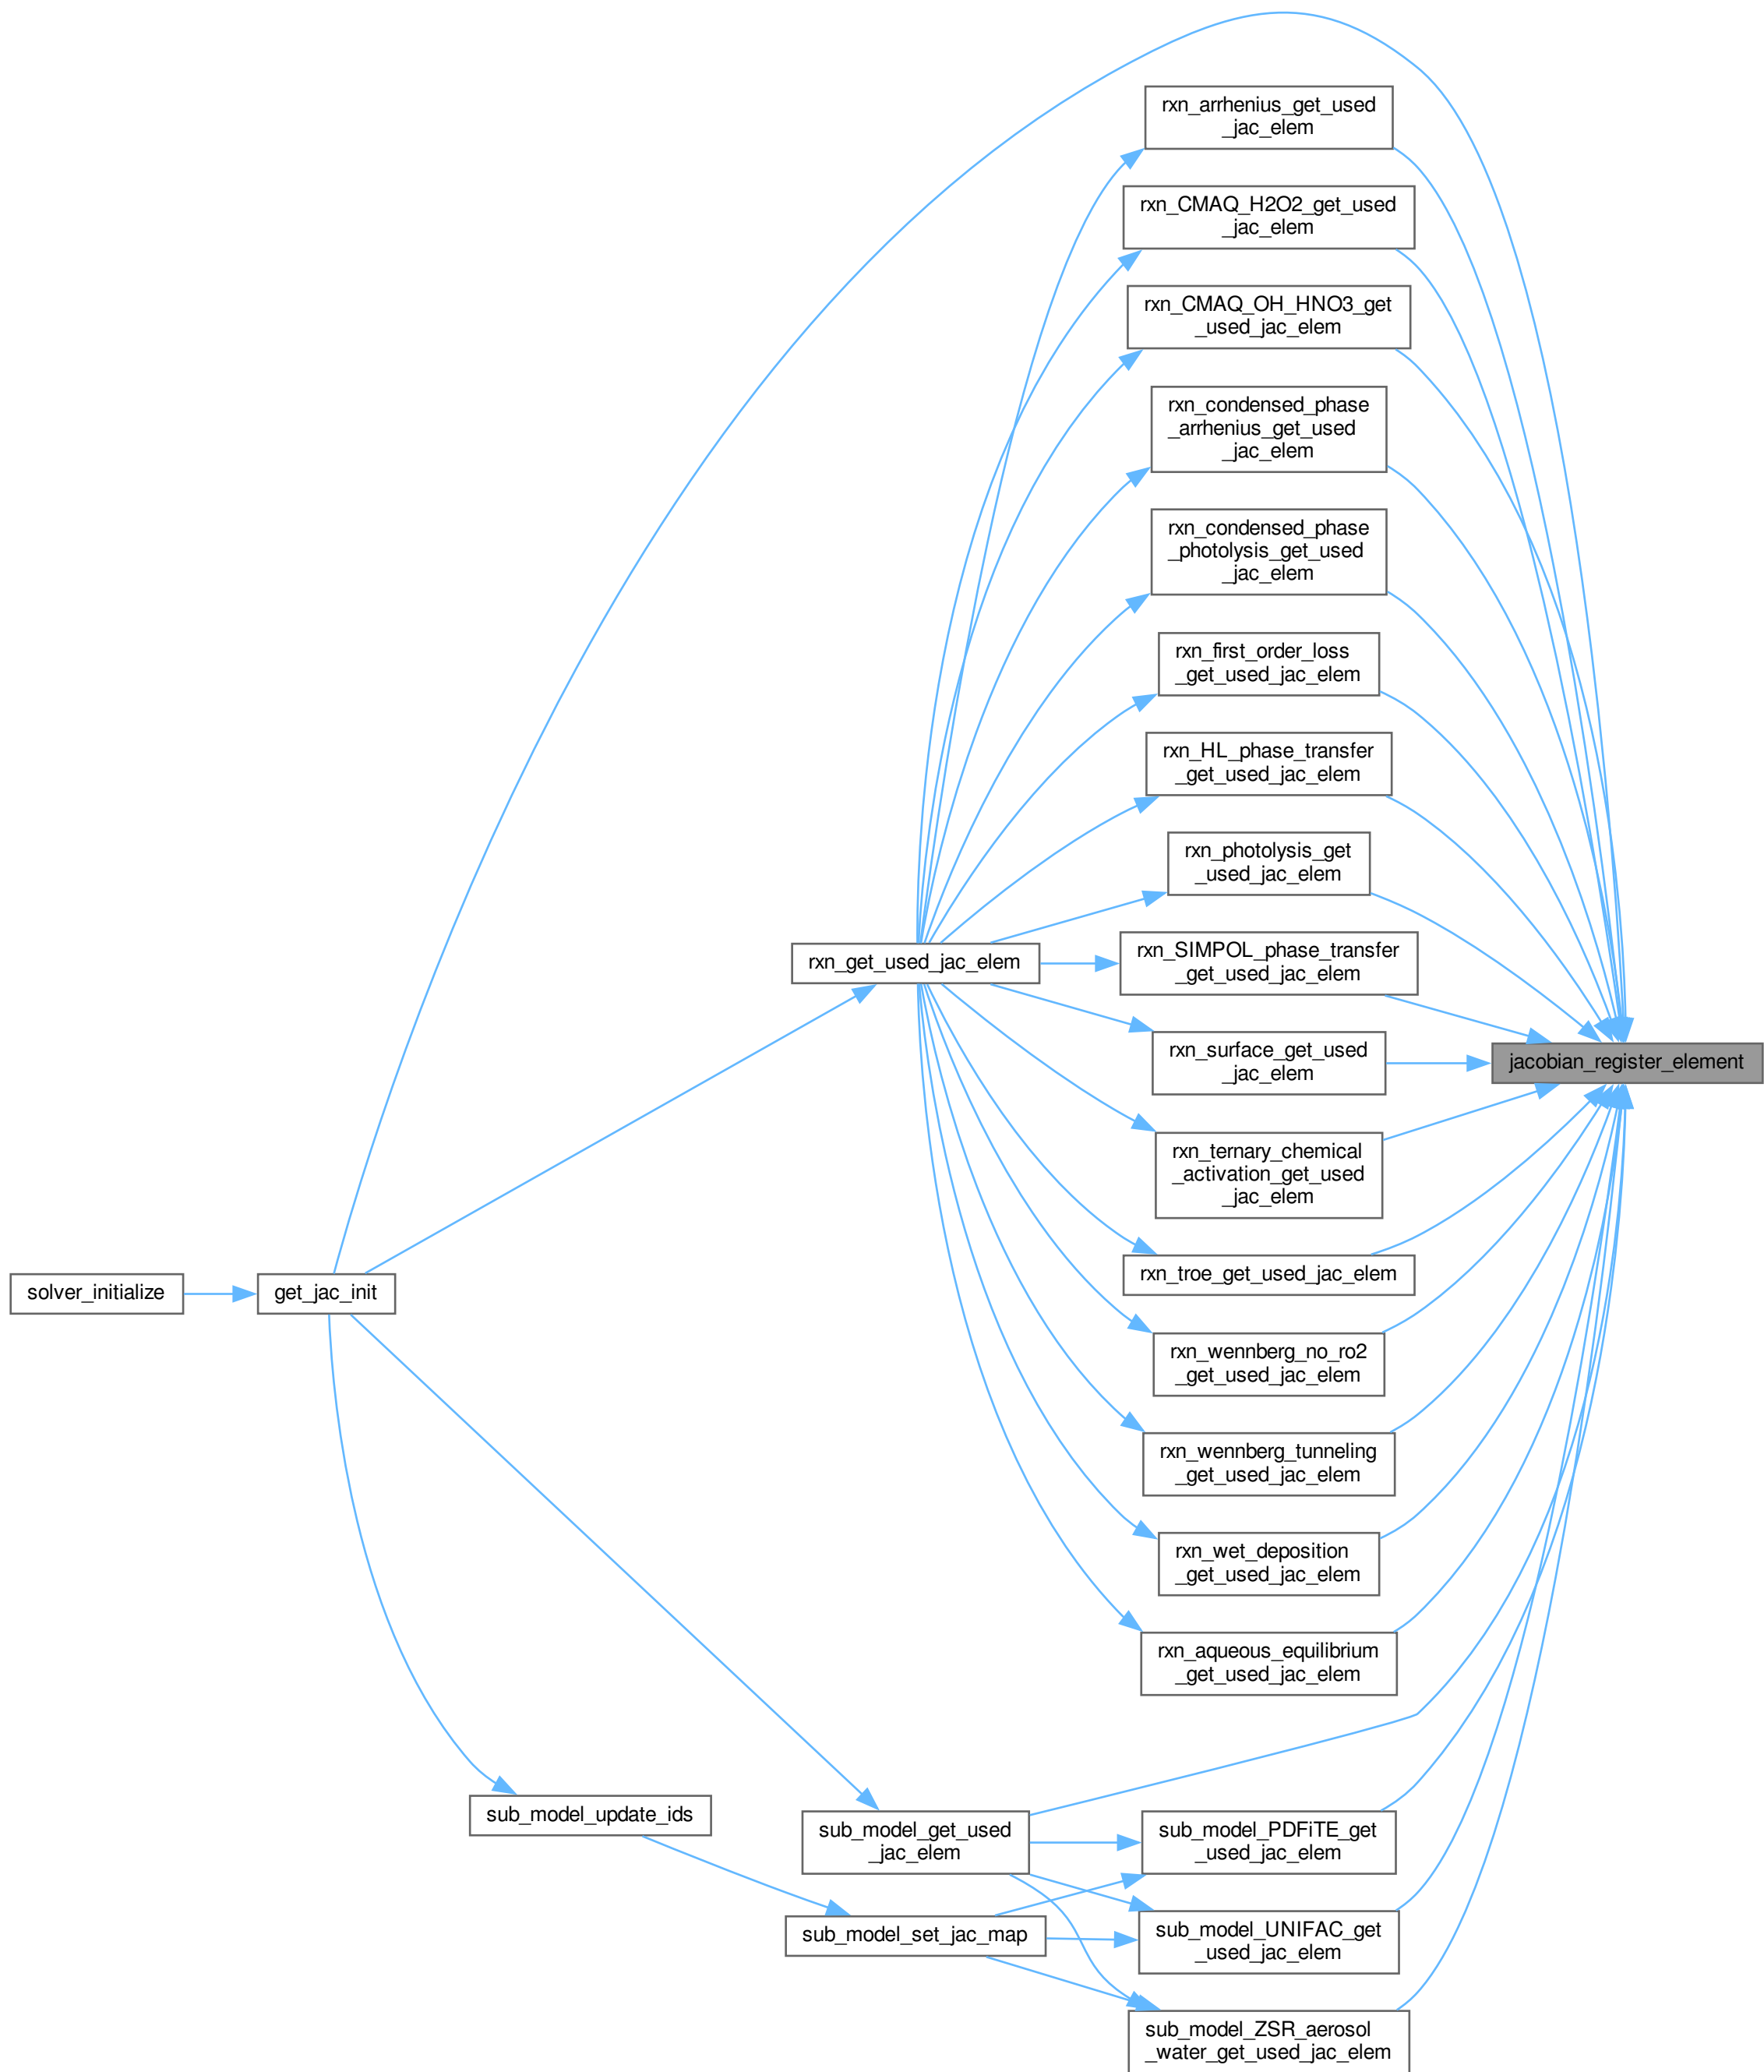 rxn_arrhenius_get_used
_jac_elem
rxn_CMAQ_H2O2_get_used
_jac_elem
rxn_CMAQ_OH_HNO3_get
_used_jac_elem
rxn_condensed_phase
_arrhenius_get_used
_jac_elem
rxn_condensed_phase
_photolysis_get_used
_jac_elem
rxn_first_order_loss
_get_used_jac_elem
rxn_HL_phase_transfer
_get_used_jac_elem
rxn_photolysis_get
_used_jac_elem
rxn_get_used_jac_elem
rxn_SIMPOL_phase_transfer
_get_used_jac_elem
rxn_surface_get_used
_jac_elem
jacobian_register_element
rxn_ternary_chemical
_activation_get_used
_jac_elem
solver_initialize
get_jac_init
rxn_troe_get_used_jac_elem
rxn_wennberg_no_ro2
_get_used_jac_elem
rxn_wennberg_tunneling
_get_used_jac_elem
rxn_wet_deposition
_get_used_jac_elem
rxn_aqueous_equilibrium
_get_used_jac_elem
sub_model_update_ids
sub_model_get_used
_jac_elem
sub_model_PDFiTE_get
_used_jac_elem
sub_model_set_jac_map
sub_model_UNIFAC_get
_used_jac_elem
sub_model_ZSR_aerosol
_water_get_used_jac_elem